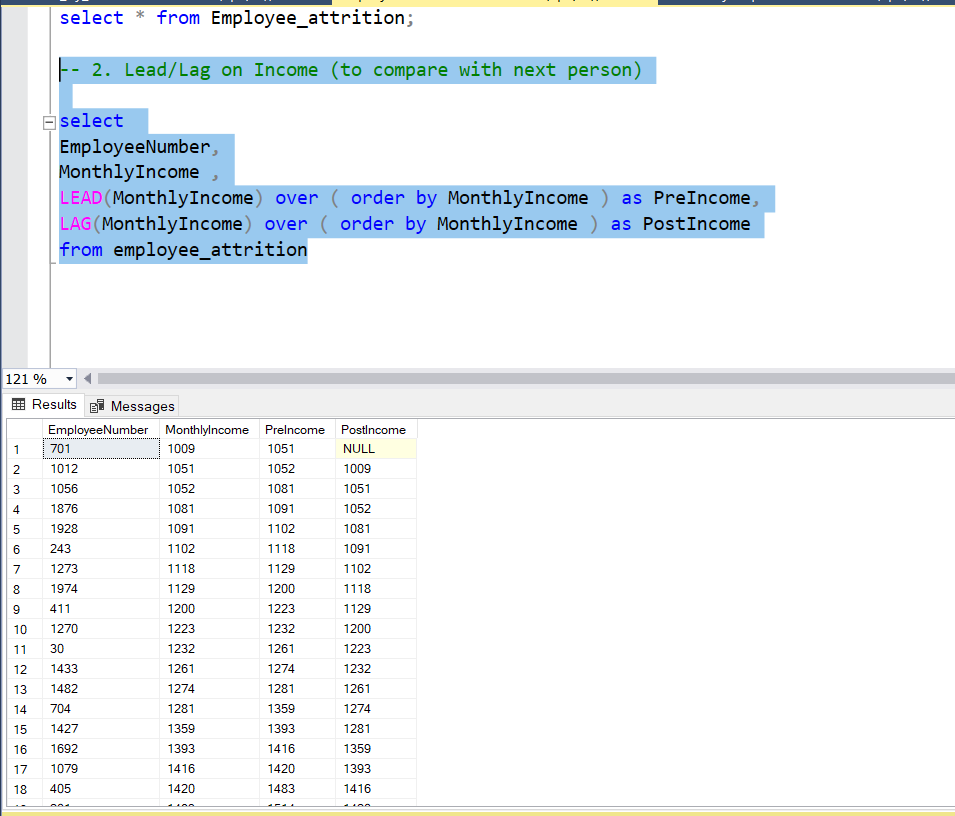 select * from Employee_attrition;
-- 2. Lead/Lag on Income (to compare with next person)
select
EmployeeNumber,
MonthlyIncome ,
LEAD(MonthlyIncome) over ( order by MonthlyIncome ) as PreIncome,
LAG(MonthlyIncome) over ( order by MonthlyIncome ) as PostIncome
from employee_attrition
121 %
Results Messages
EmployeeNumber MonthlyIncome PreIncome PostIncome
1 701 1009 1051 NULL
2 1012 1051 1052 1009
3 1056 1052 1081 1051
4 1876 1081 1091 1052
5 1928 1091 1102 1081
6 243 1102 1118 1091
7 1273 1118 1129 1102
8 1974 1129 1200 1118
9 411 1200 1223 1129
10 1270 1223 1232 1200
11 30 1232 1261 1223
12 1433 1261 1274 1232
13 1482 1274 1281 1261
14 704 1281 1359 1274
15 1427 1359 1393 1281
16 1692 1393 1416 1359
17 1079 1416 1420 1393
18 405 1420 1483 1416